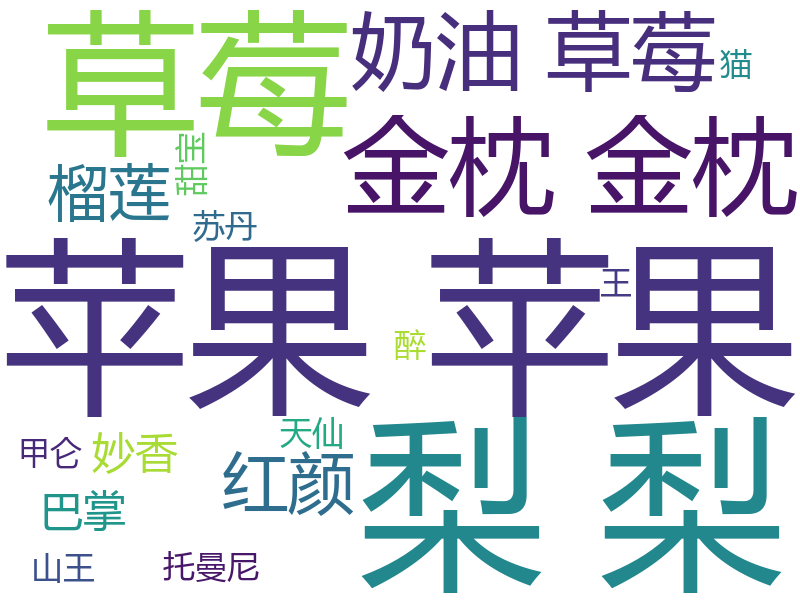 草莓
奶油 草莓
猫
甜宝
金枕 金枕
榴莲
苏丹
苹果 苹果
王
醉
天仙
甲仑
妙香
红颜
梨 梨
巴掌
山王
托曼尼